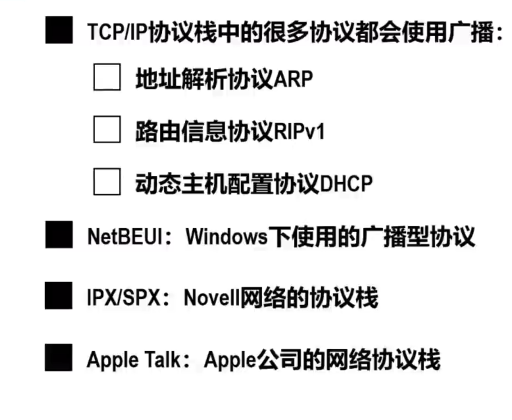 TCP/IP协议栈中的很多协议都会使用广播：
地址解析协议ARP
路由信息协议RIPv1
动态主机配置协议DHCP
NetBEUI：Windows下使用的广播型协议
IPX/SPX：Novell网络的协议栈
Apple Talk：Apple公司的网络协议栈